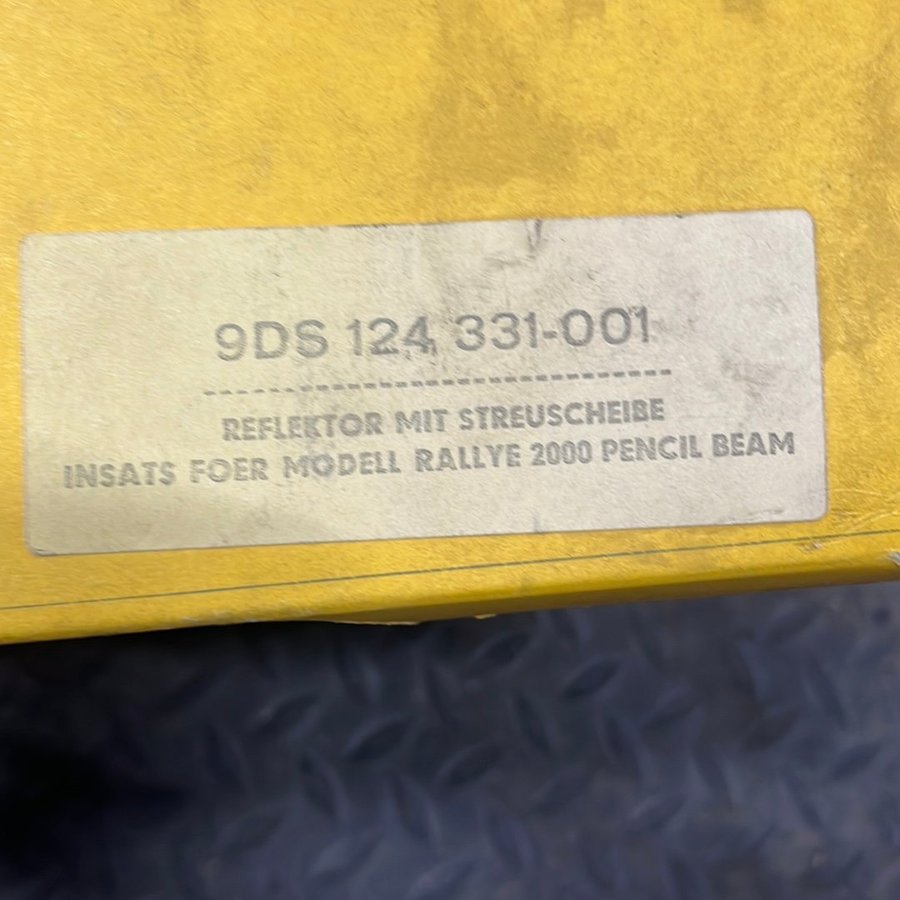 9DS 124 331-001
REFLEKTOR MIT STREUSCHEIBE
INSATS FOER MODELL RALLYE 2000 PENCIL BEAM